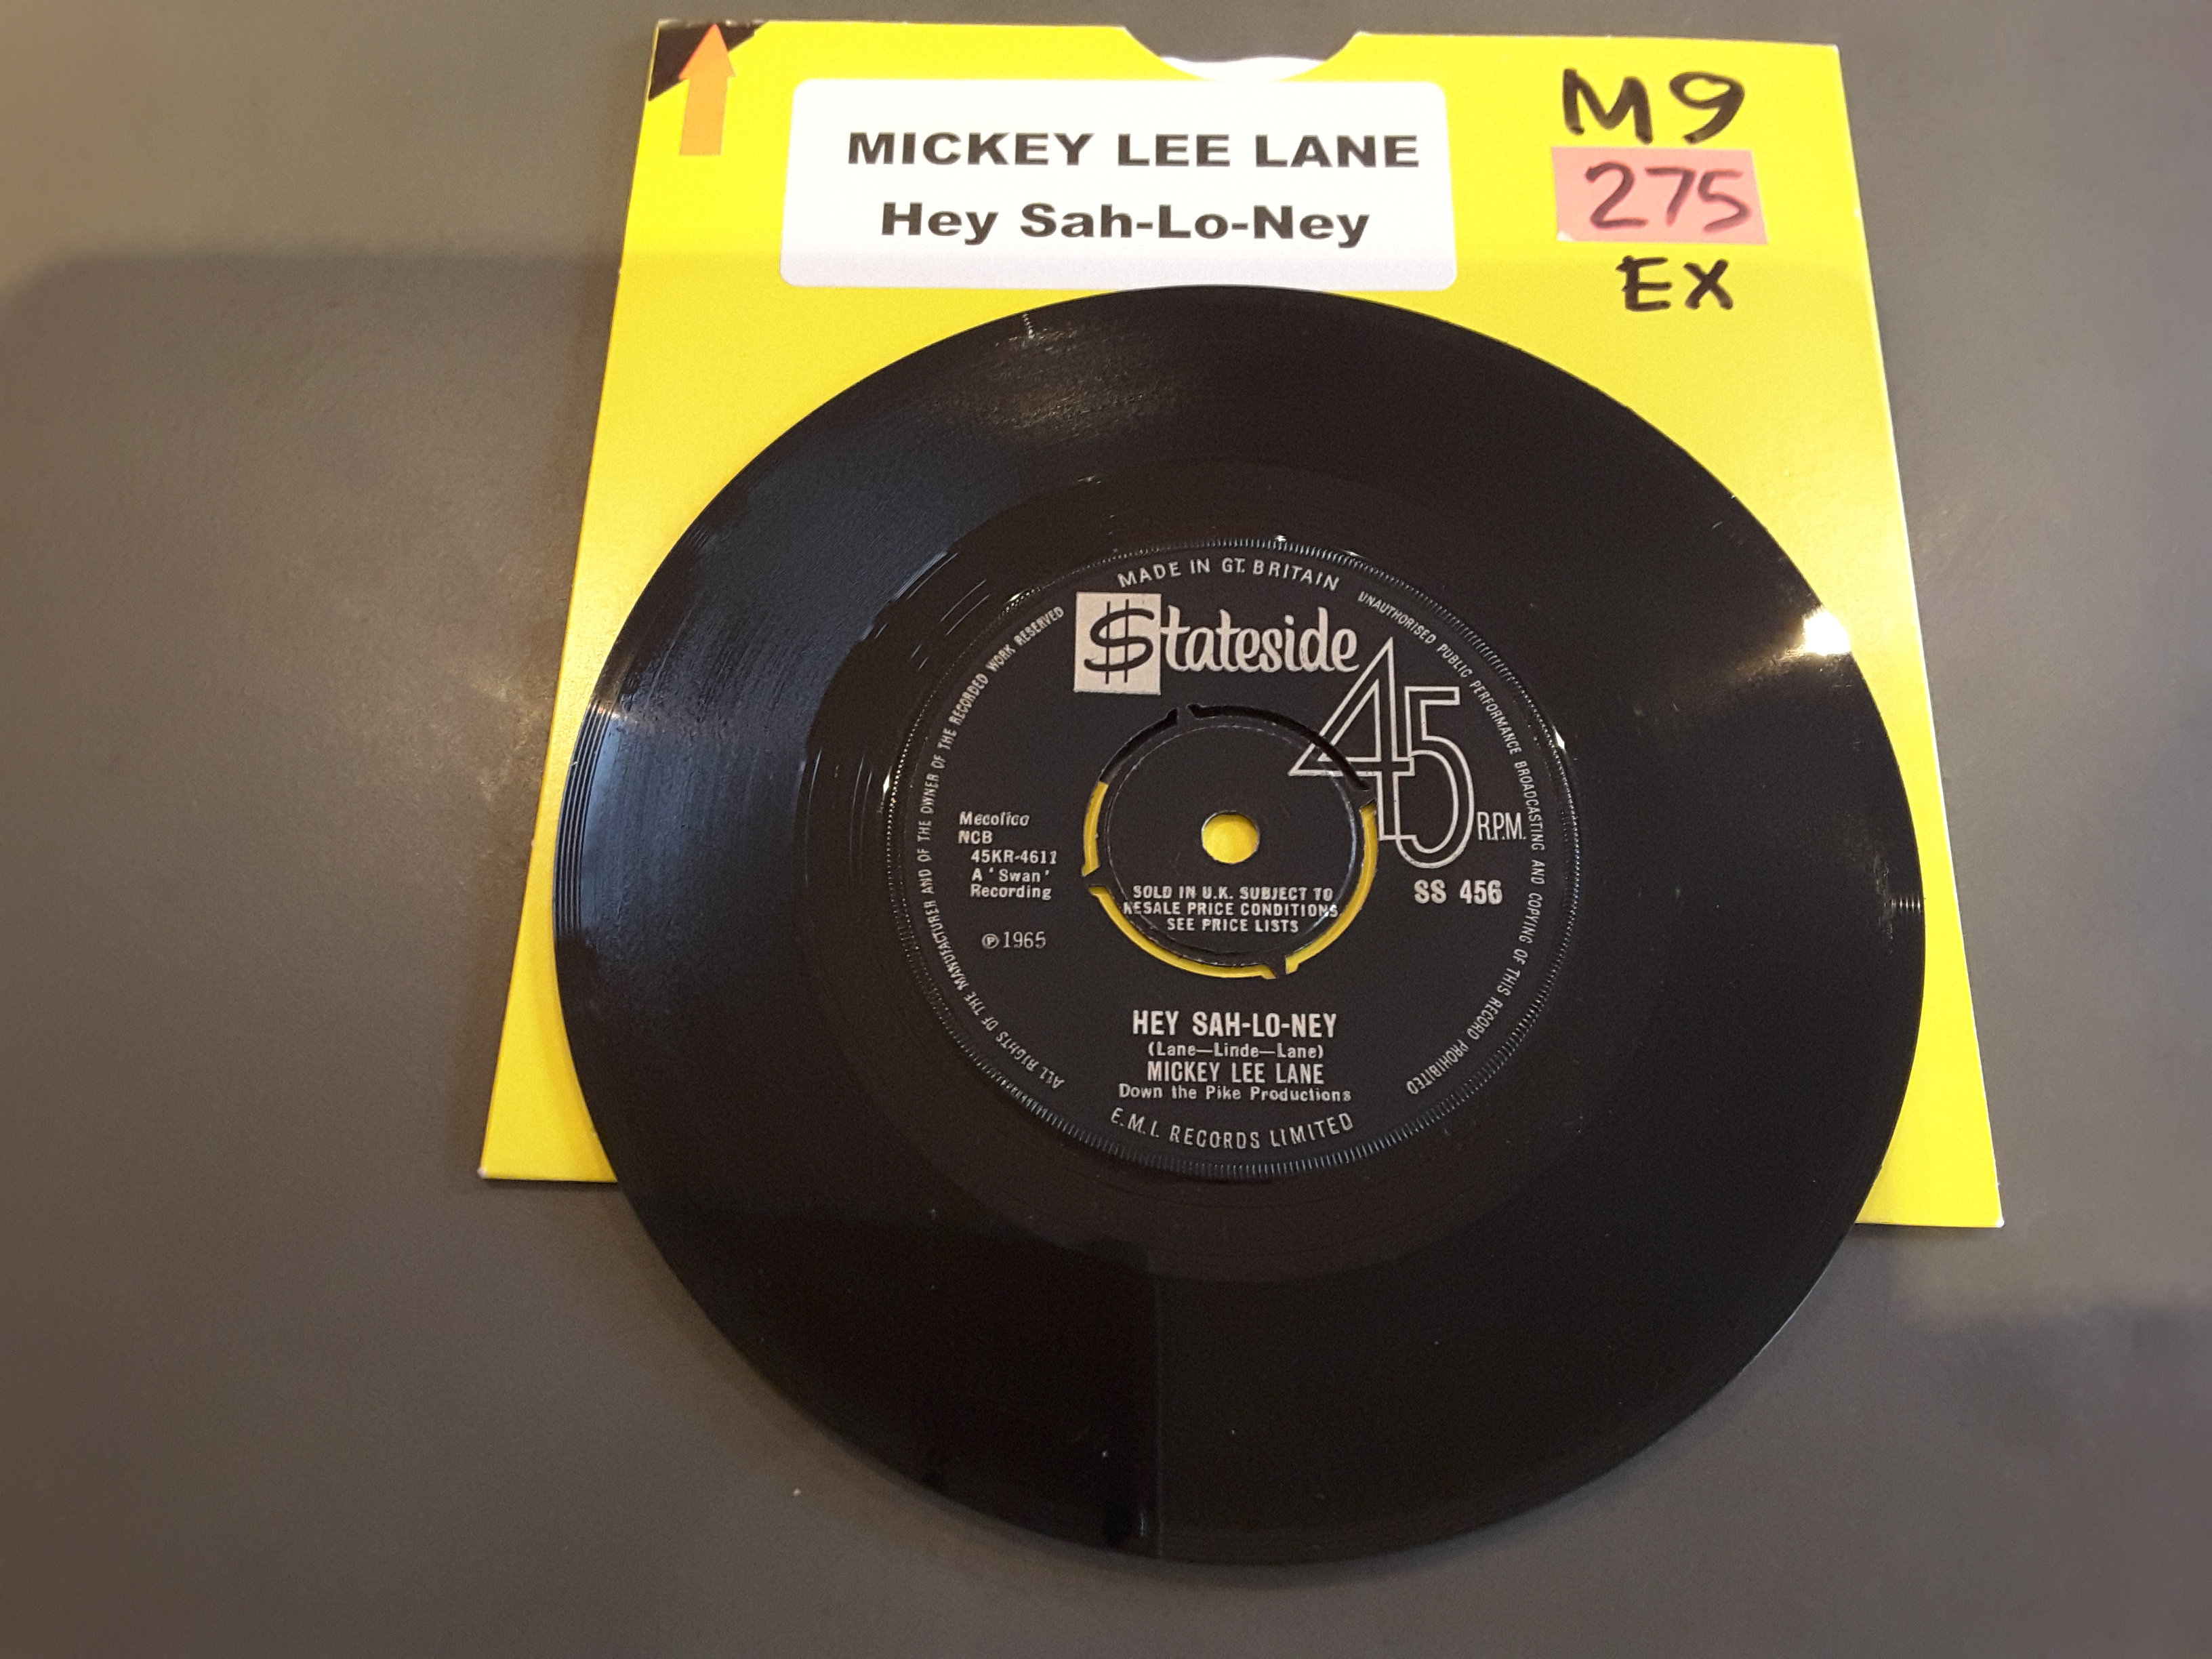 MICKEY LEE LANE
Hey Sah-Lo-Ney
M9
275
EX
MADE IN GT. BRITAIN
UNAUTHORISED PUBLIC PERFORMANCE BROADCASTING AND COPYING OF THIS RECORD PROHIBITED
ALL RIGHTS OF THE MANUFACTURER AND OF THE OWNER OF THE RECORDED WORK RESERVED
$tateside
45
R.P.M.
Mecolico
NCB
45KR-4611
A 'Swan'
Recording
℗1965
SOLD IN U.K. SUBJECT TO
RESALE PRICE CONDITIONS
SEE PRICE LISTS
SS 456
HEY SAH-LO-NEY
(Lane—Linde—Lane)
MICKEY LEE LANE
Down the Pike Productions
E.M.I. RECORDS LIMITED